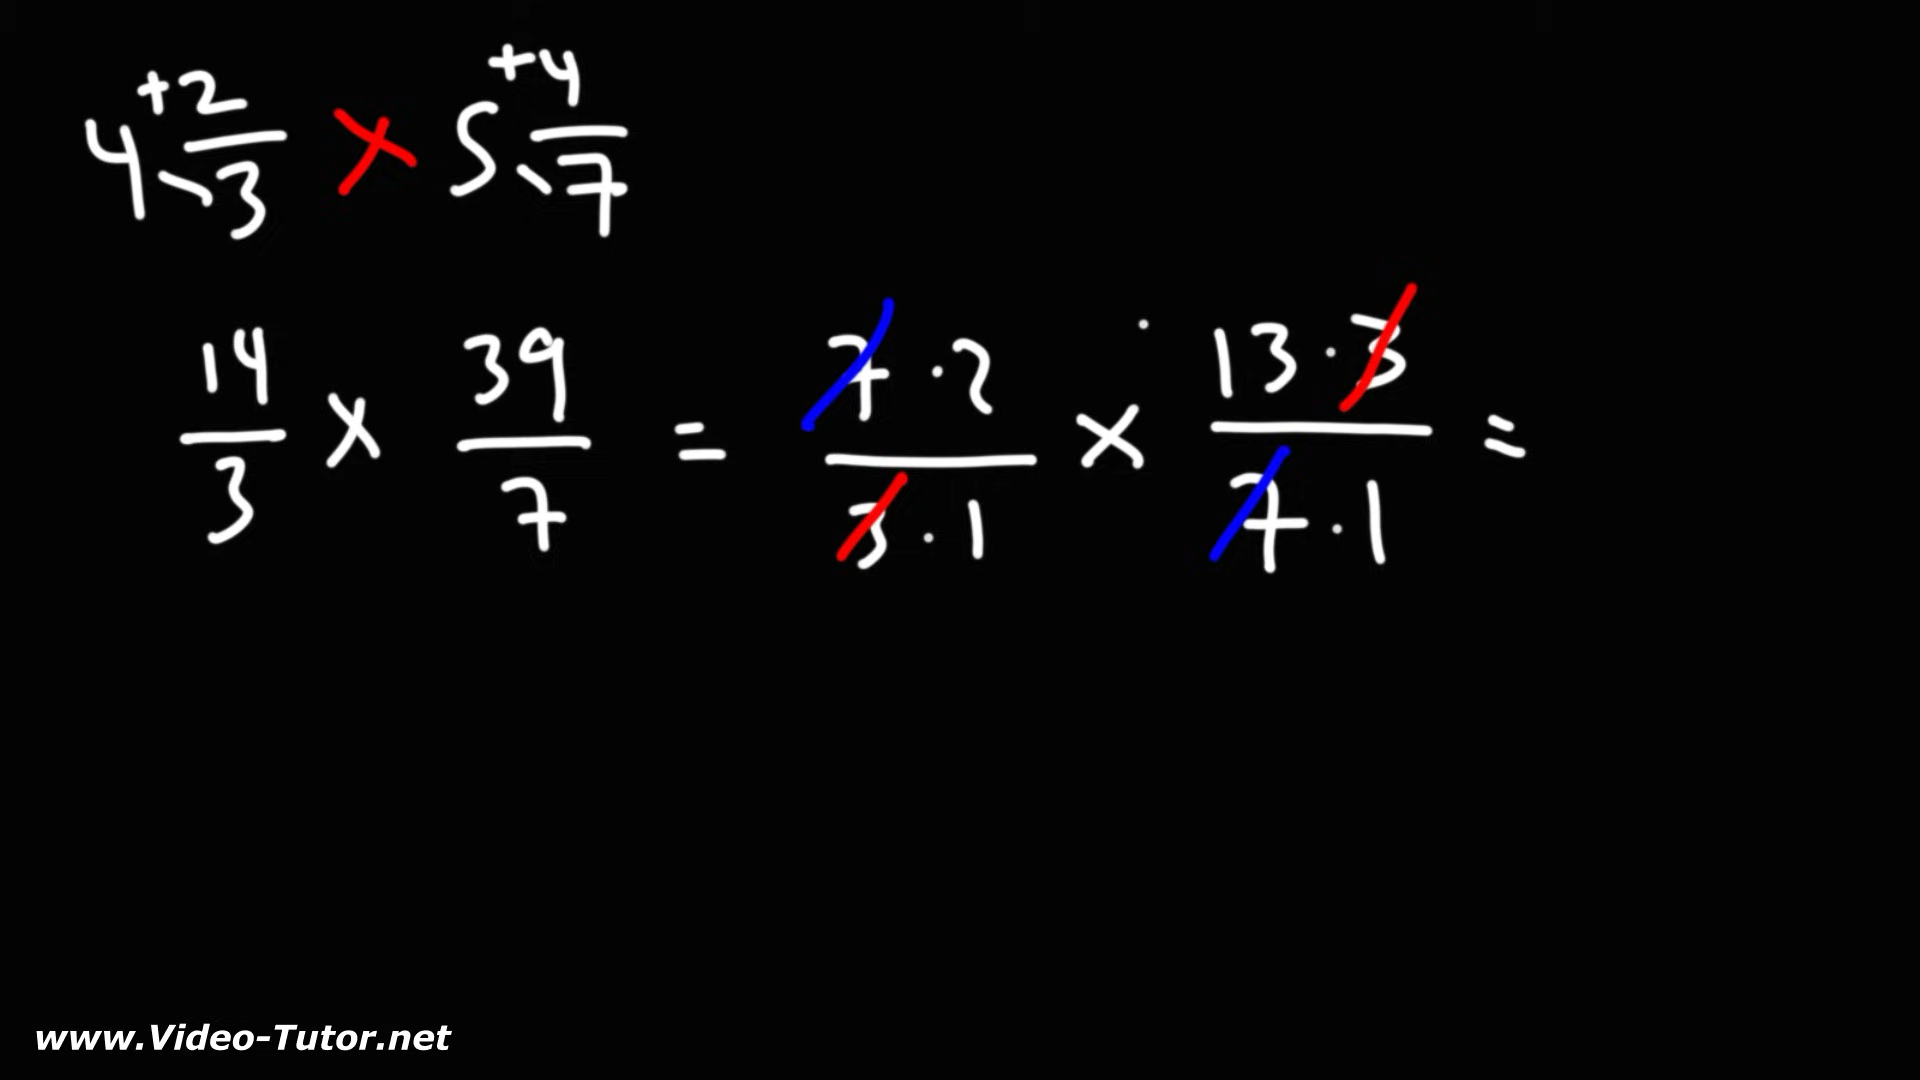 4 +2/3 × 5 +4/7
14/3 × 39/7 = 7·2/3·1 × 13·3/7·1 =
www.Video-Tutor.net